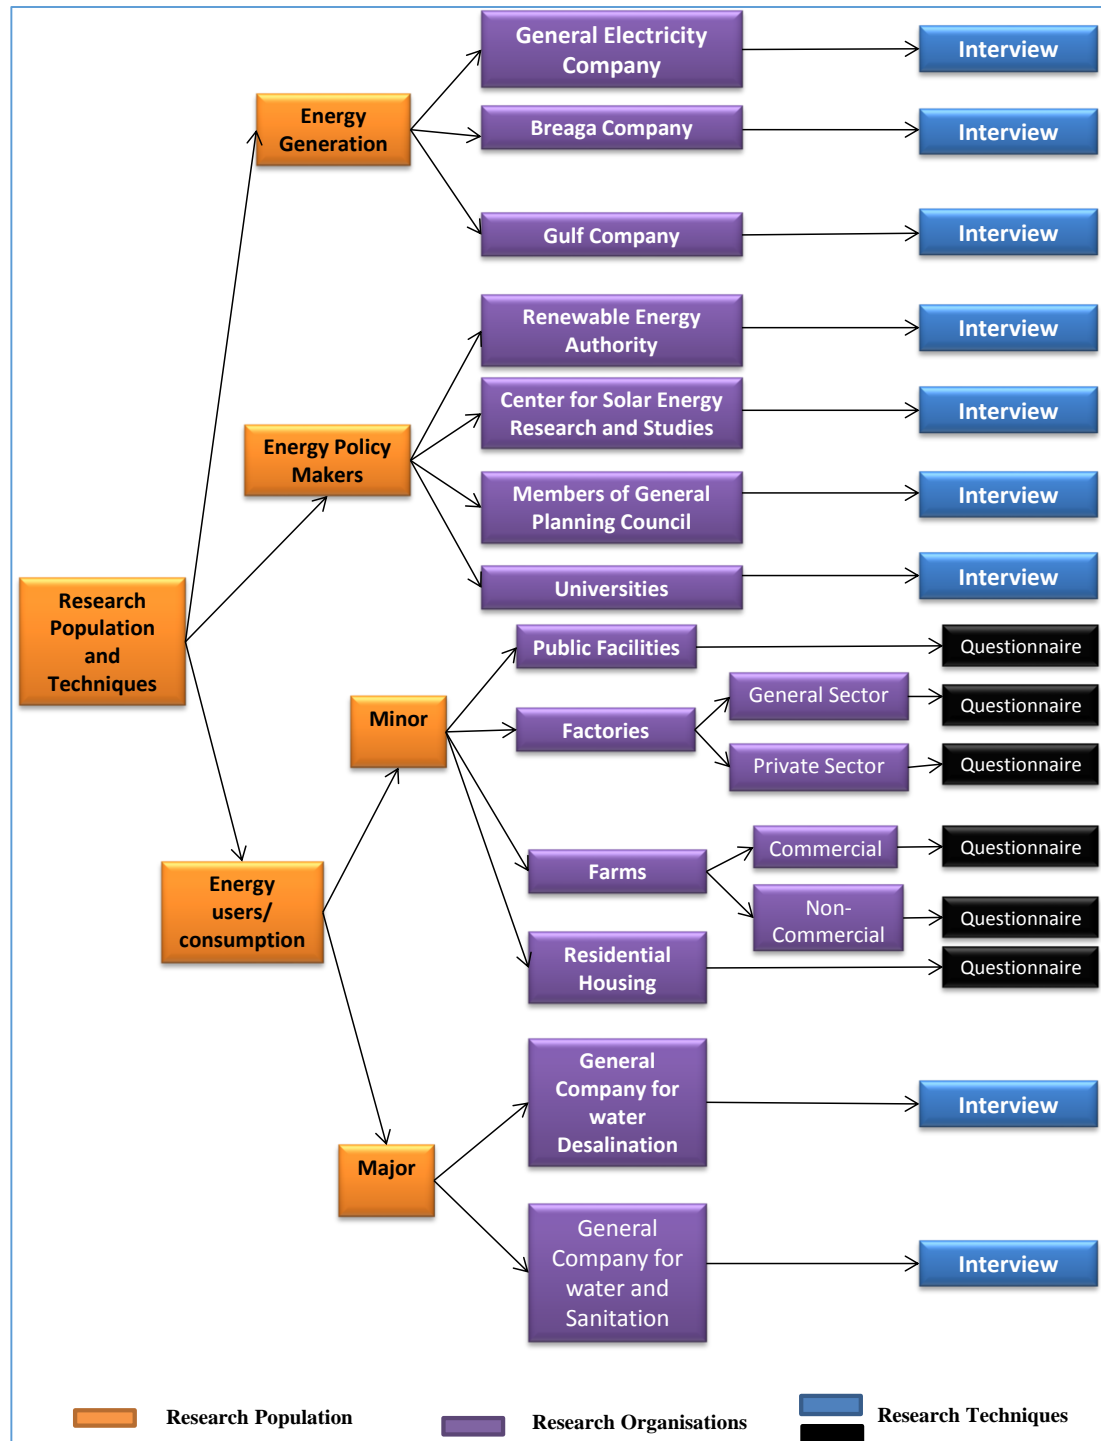 General Electricity
Company
Interview
Energy
Generation
Breaga Company
Interview
Gulf Company
Interview
Renewable Energy
Authority
Interview
Center for Solar Energy
Research and Studies
Interview
Energy Policy
Makers
Members of General
Planning Council
Interview
Universities
Interview
Research
Population
and
Techniques
Public Facilities
Questionnaire
Minor
Factories
General Sector
Questionnaire
Private Sector
Questionnaire
Farms
Commercial
Questionnaire
Non-
Commercial
Questionnaire
Energy
users/
consumption
Residential
Housing
Questionnaire
General
Company for
water
Desalination
Interview
Major
General
Company for
water and
Sanitation
Interview
Research Population
Research Organisations
Research Techniques